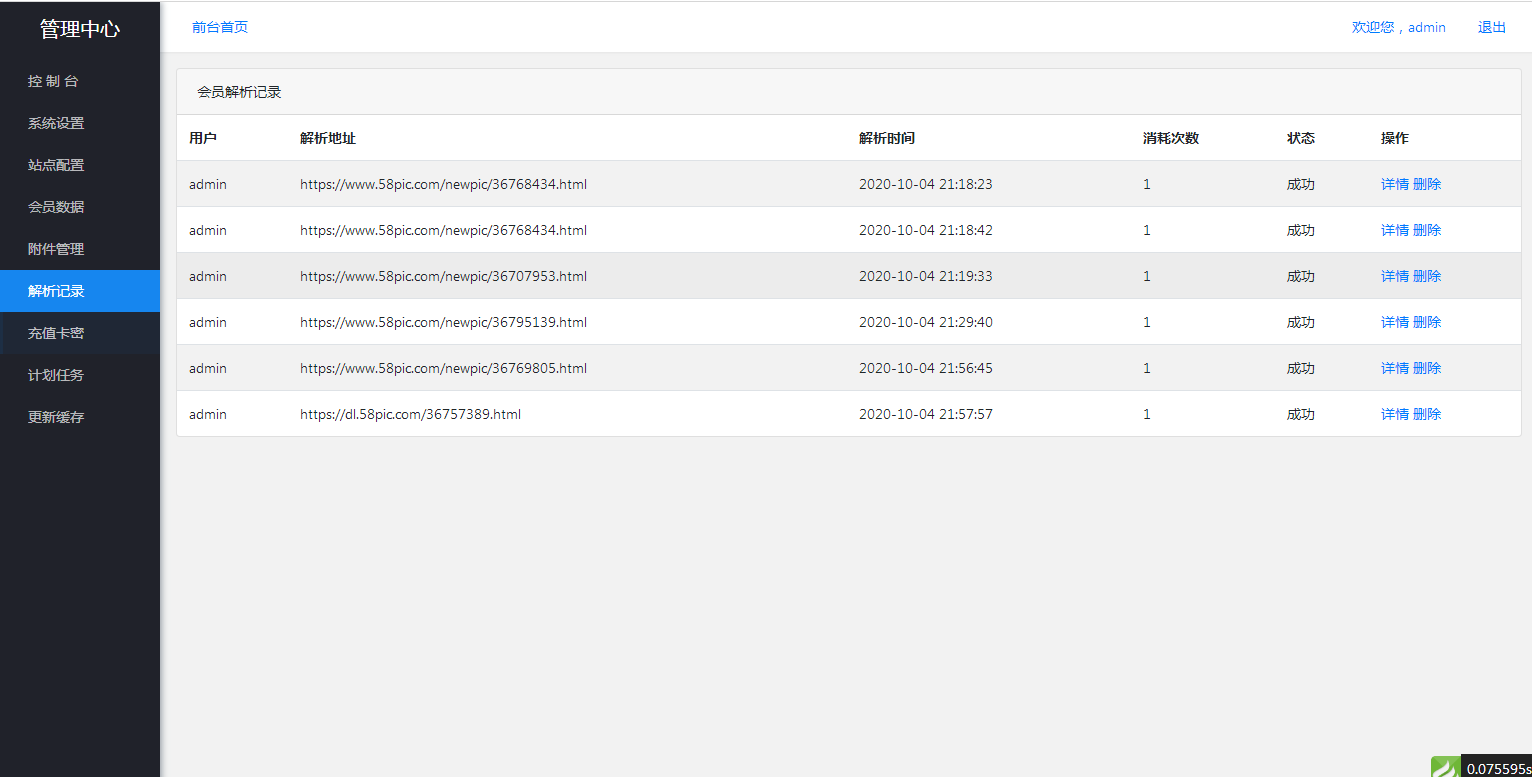 管理中心
前台首页
欢迎您，admin
退出
控 制 台
系统设置
站点配置
会员数据
附件管理
解析记录
充值卡密
计划任务
更新缓存
会员解析记录
用户 解析地址 解析时间 消耗次数 状态 操作
admin https://www.58pic.com/newpic/36768434.html 2020-10-04 21:18:23 1 成功 详情 删除
admin https://www.58pic.com/newpic/36768434.html 2020-10-04 21:18:42 1 成功 详情 删除
admin https://www.58pic.com/newpic/36707953.html 2020-10-04 21:19:33 1 成功 详情 删除
admin https://www.58pic.com/newpic/36795139.html 2020-10-04 21:29:40 1 成功 详情 删除
admin https://www.58pic.com/newpic/36769805.html 2020-10-04 21:56:45 1 成功 详情 删除
admin https://dl.58pic.com/36757389.html 2020-10-04 21:57:57 1 成功 详情 删除
0.075595s